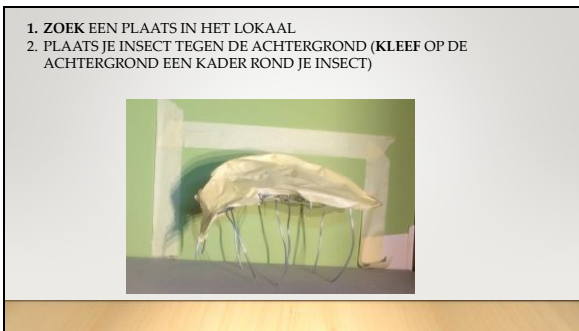 1. ZOEK EEN PLAATS IN HET LOKAAL
2. PLAATS JE INSECT TEGEN DE ACHTERGROND (KLEEF OP DE
ACHTERGROND EEN KADER ROND JE INSECT)